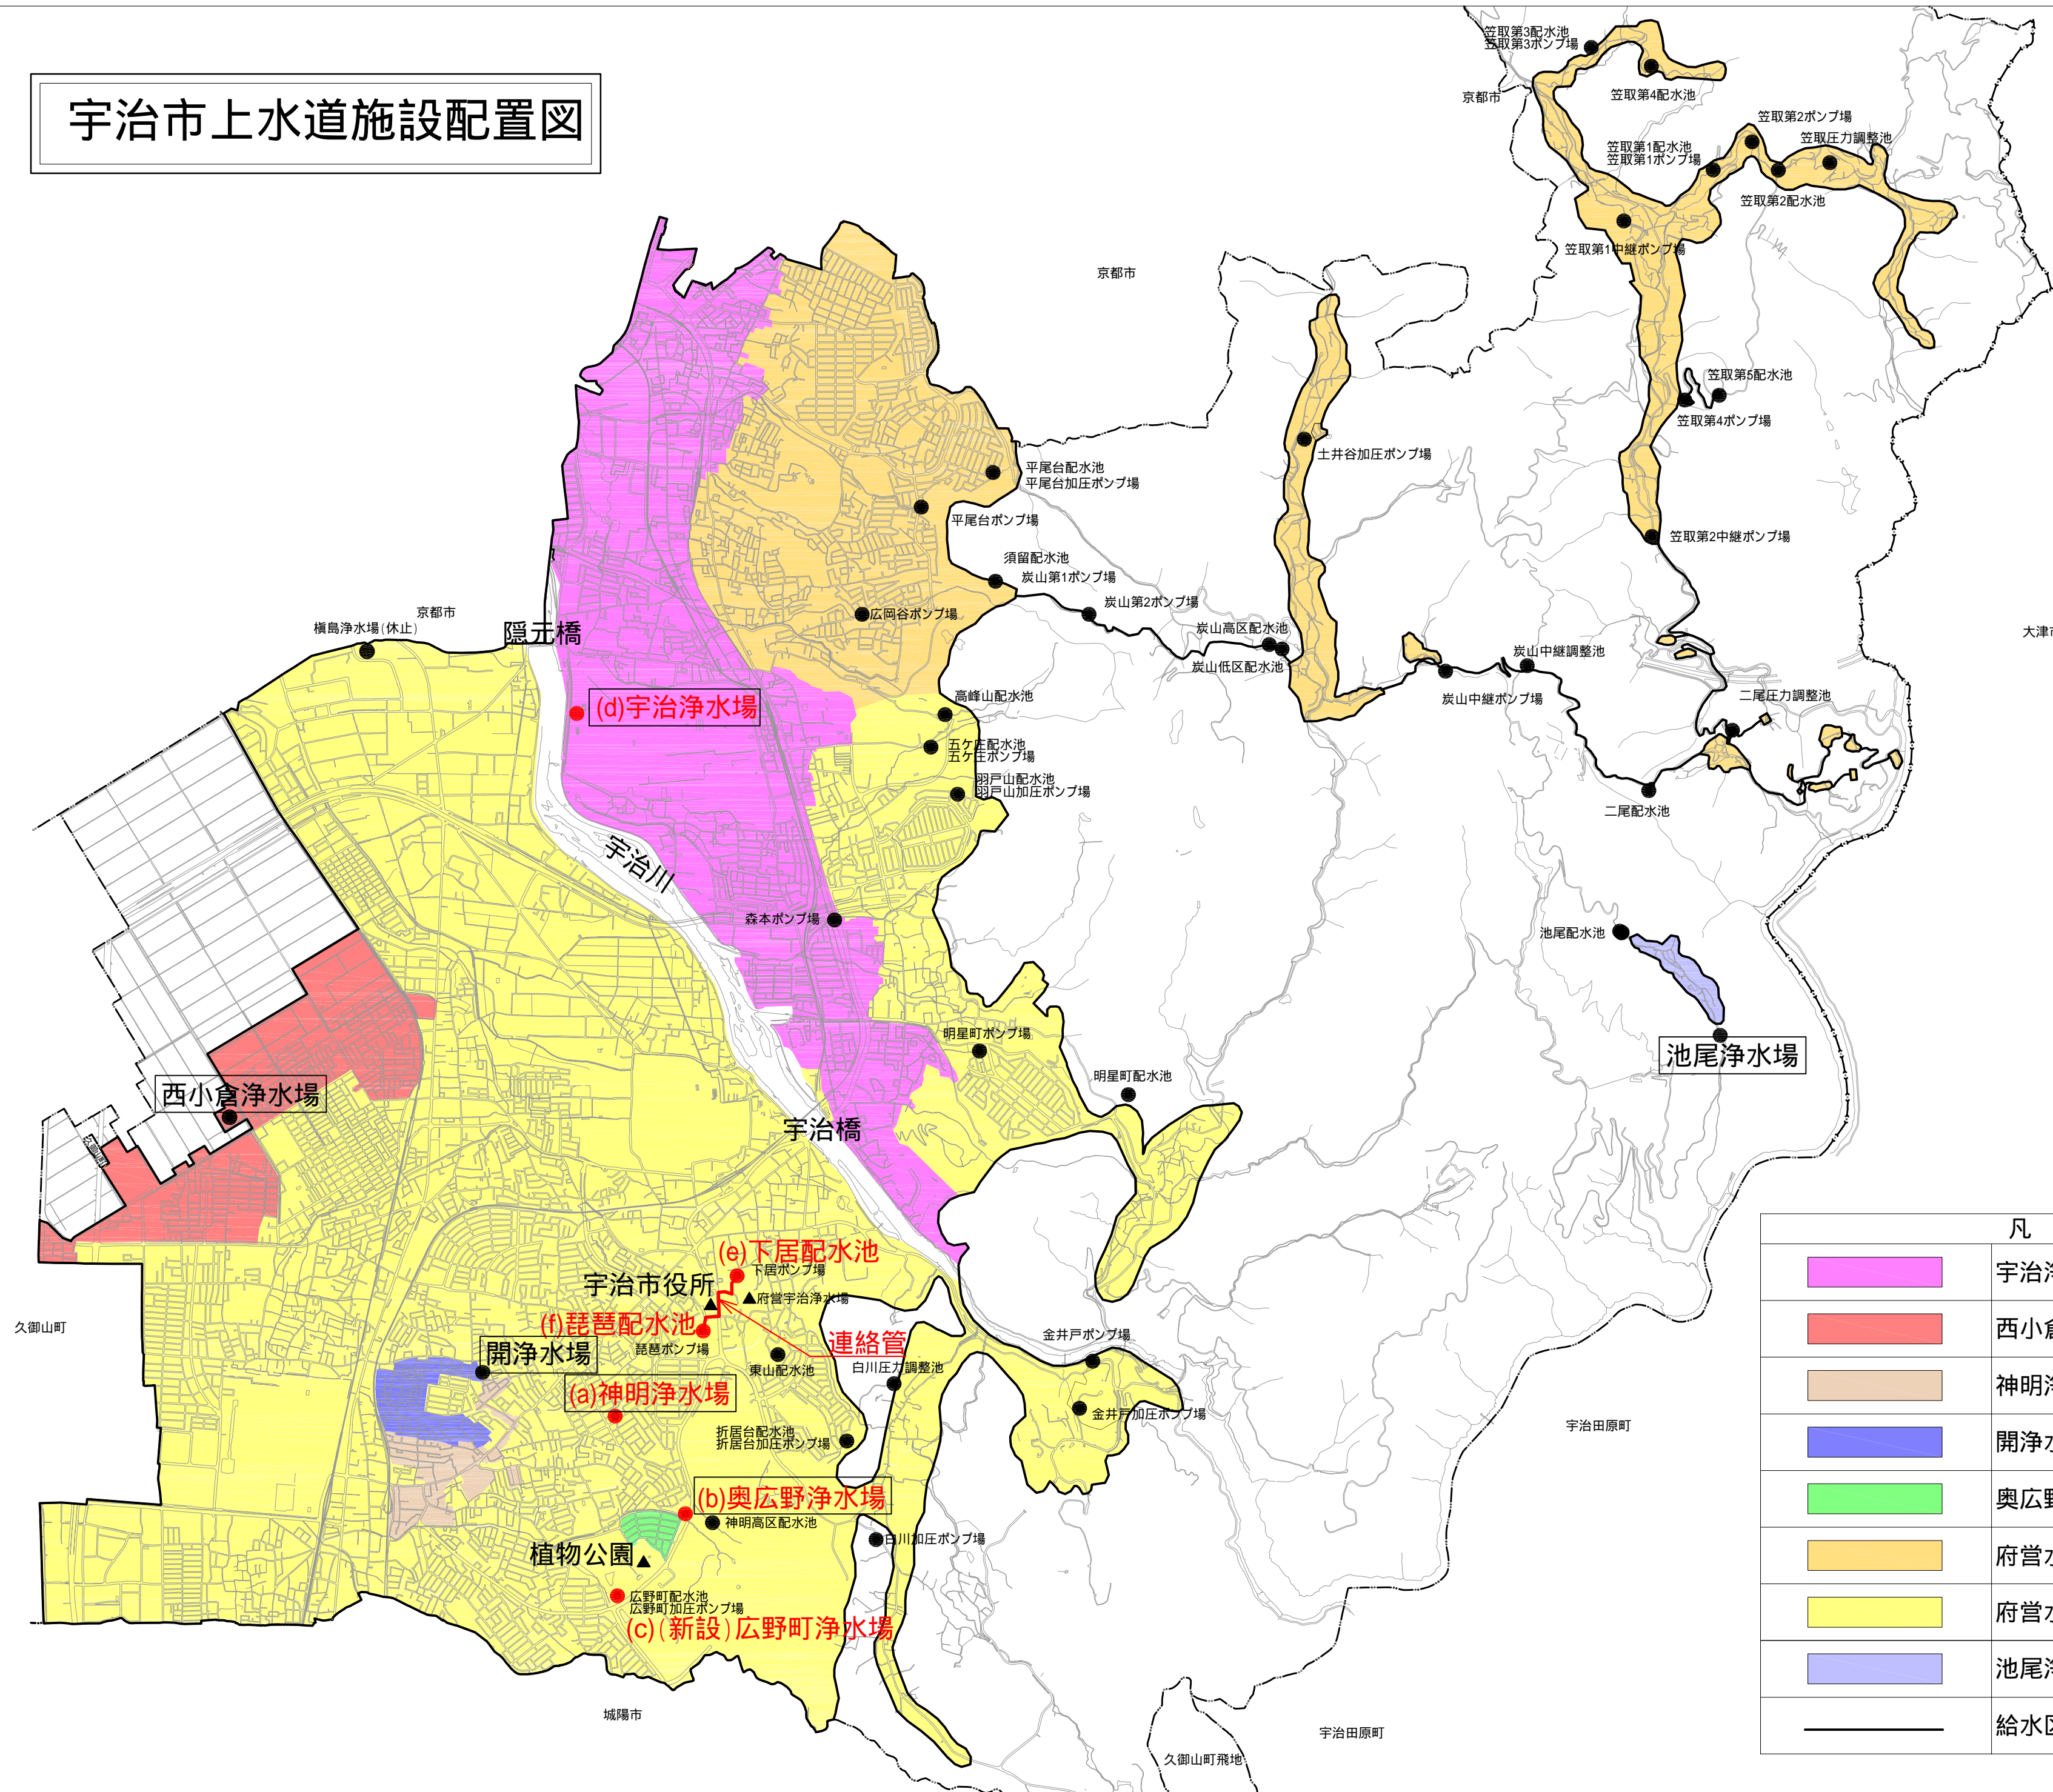 宇治市上水道施設配置図
笠取第3配水池
笠取第3ポンプ場
京都市
笠取第4配水池
笠取第2ポンプ場
笠取第1配水池
笠取第1ポンプ場
笠取圧力調整池
笠取第2配水池
笠取第1中継ポンプ場
京都市
笠取第5配水池
笠取第4ポンプ場
土井谷加圧ポンプ場
平尾台配水池
平尾台加圧ポンプ場
平尾台ポンプ場
笠取第2中継ポンプ場
須留配水池
炭山第1ポンプ場
炭山第2ポンプ場
広岡谷ポンプ場
京都市
槇島浄水場(休止)
隠元橋
炭山高区配水池
炭山低区配水池
大津市
炭山中継調整池
炭山中継ポンプ場
高峰山配水池
(d)宇治浄水場
二尾圧力調整池
五ケ庄配水池
五ケ庄ポンプ場
羽戸山配水池
羽戸山加圧ポンプ場
二尾配水池
宇治川
森本ポンプ場
池尾配水池
明星町ポンプ場
池尾浄水場
明星町配水池
西小倉浄水場
宇治橋
久御山町
(e)下居配水池
下居ポンプ場
宇治市役所
府営宇治浄水場
(f)琵琶配水池
琵琶ポンプ場
連絡管
金井戸ポンプ場
久御山町
開浄水場
東山配水池
白川圧力調整池
(a)神明浄水場
金井戸加圧ポンプ場
折居台配水池
折居台加圧ポンプ場
宇治田原町
(b)奥広野浄水場
神明高区配水池
白川加圧ポンプ場
植物公園
広野町配水池
広野町加圧ポンプ場
(c)(新設)広野町浄水場
城陽市
宇治田原町
久御山町飛地
凡
宇治浄
西小倉
神明浄
開浄水
奥広野
府営水
府営水
池尾浄
給水区